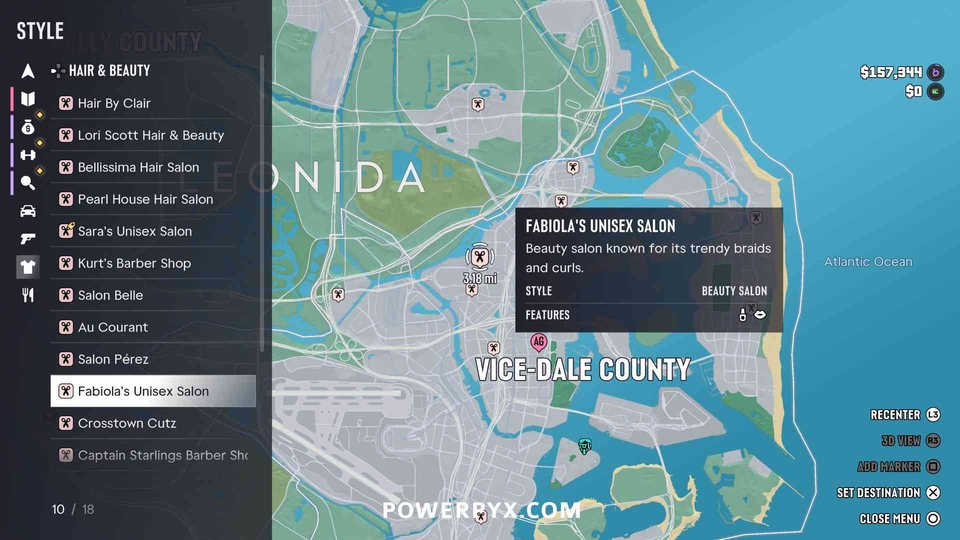 STYLE
LLY COUNTY
HAIR & BEAUTY
Hair By Clair
Lori Scott Hair & Beauty
Bellissima Hair Salon
Pearl House Hair Salon
Sara's Unisex Salon
Kurt's Barber Shop
Salon Belle
Au Courant
Salon Pérez
Fabiola's Unisex Salon
Crosstown Cutz
Captain Starlings Barber Sho
10 / 18
LEONIDA
$157,344
$0
3.18 mi
FABIOLA'S UNISEX SALON
Beauty salon known for its trendy braids
and curls.
STYLE BEAUTY SALON
FEATURES
Atlantic Ocean
AG
VICE-DALE COUNTY
RECENTER L3
3D VIEW R3
ADD MARKER
SET DESTINATION
CLOSE MENU
POWERPYX.COM